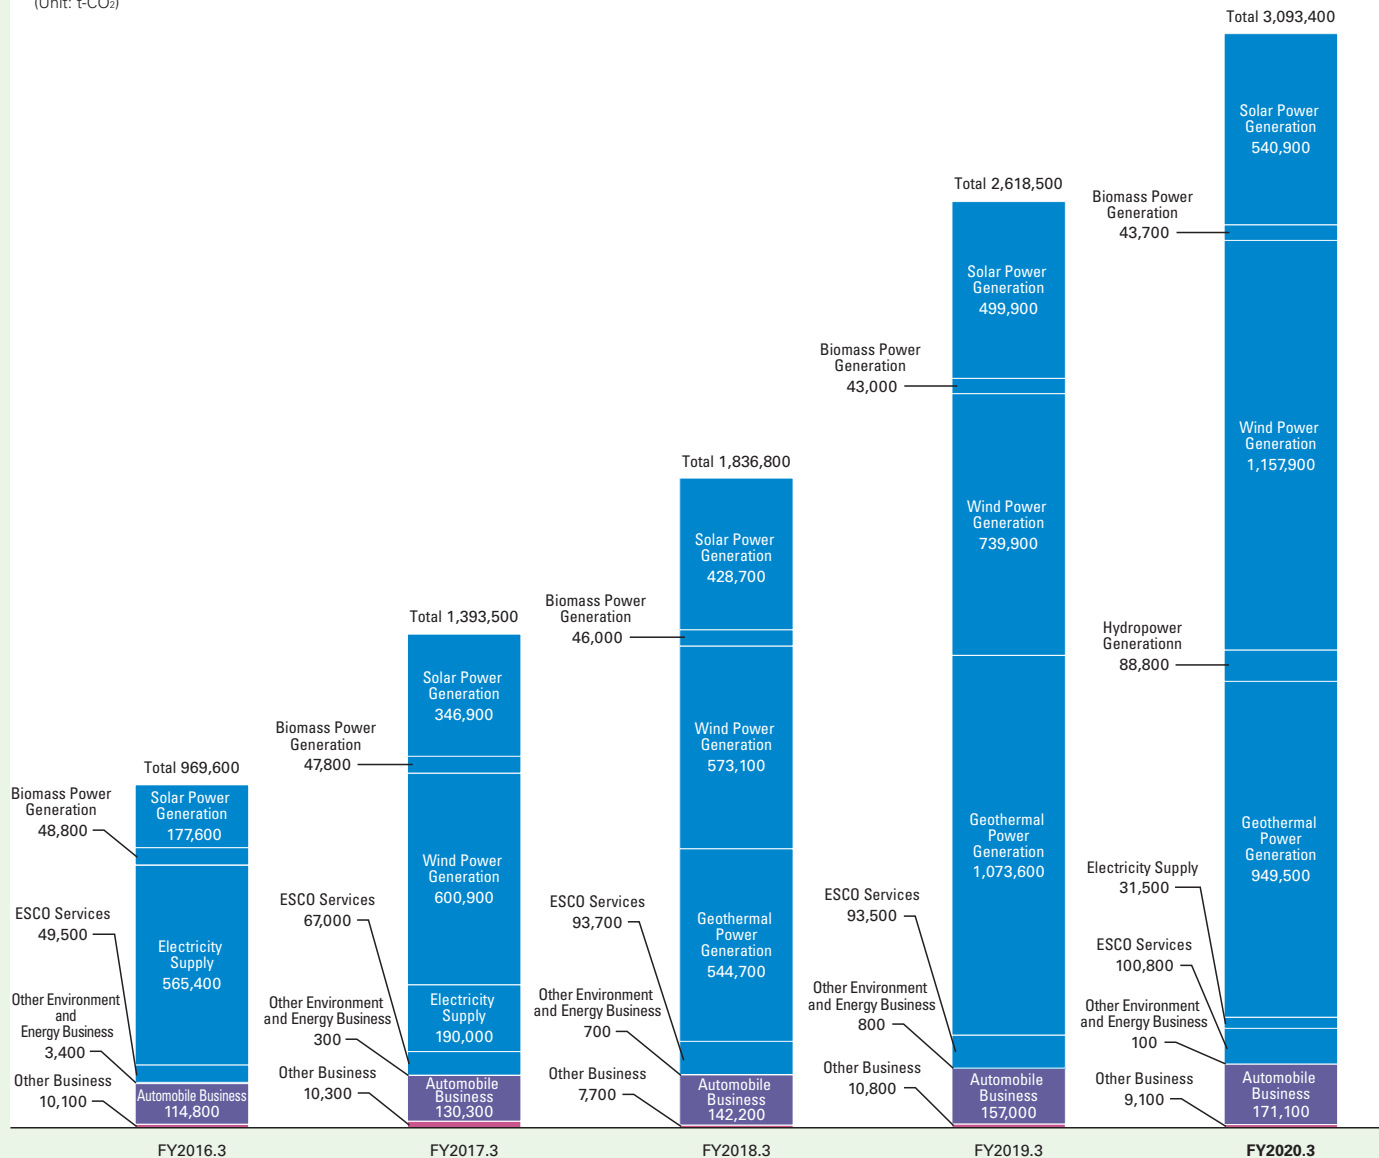 (Unit: t-CO₂)
Total 969,600
Solar Power
Generation
177,600
Biomass Power
Generation
48,800
Electricity
Supply
565,400
ESCO Services
49,500
Other Environment
and
Energy Business
3,400
Automobile Business
114,800
Other Business
10,100
FY2016.3
Total 1,393,500
Solar Power
Generation
346,900
Biomass Power
Generation
47,800
Wind Power
Generation
600,900
Electricity
Supply
190,000
ESCO Services
67,000
Other Environment
and Energy Business
300
Automobile
Business
130,300
Other Business
10,300
FY2017.3
Total 1,836,800
Solar Power
Generation
428,700
Biomass Power
Generation
46,000
Wind Power
Generation
573,100
Geothermal
Power
Generation
544,700
ESCO Services
93,700
Other Environment
and Energy Business
700
Automobile
Business
142,200
Other Business
7,700
FY2018.3
Total 2,618,500
Solar Power
Generation
499,900
Biomass Power
Generation
43,000
Wind Power
Generation
739,900
Geothermal
Power
Generation
1,073,600
ESCO Services
93,500
Other Environment
and Energy Business
800
Automobile
Business
157,000
Other Business
10,800
FY2019.3
Total 3,093,400
Solar Power
Generation
540,900
Biomass Power
Generation
43,700
Wind Power
Generation
1,157,900
Hydropower
Generationn
88,800
Geothermal
Power
Generation
949,500
Electricity Supply
31,500
ESCO Services
100,800
Other Environment
and Energy Business
100
Automobile
Business
171,100
Other Business
9,100
FY2020.3